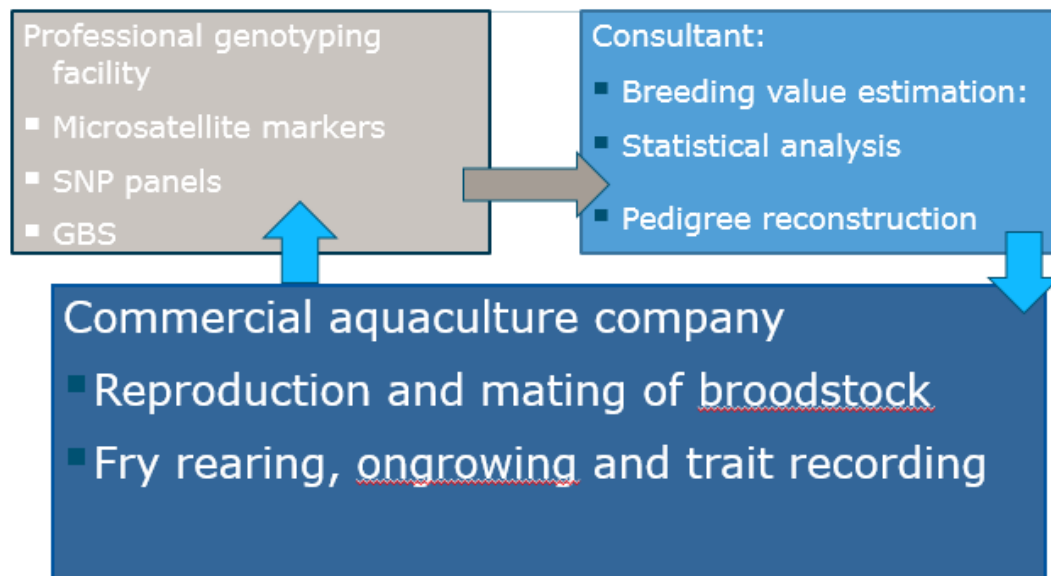 Professional genotyping
facility
Microsatellite markers
SNP panels
GBS
Consultant:
Breeding value estimation:
Statistical analysis
Pedigree reconstruction
Commercial aquaculture company
Reproduction and mating of broodstock
Fry rearing, ongrowing and trait recording